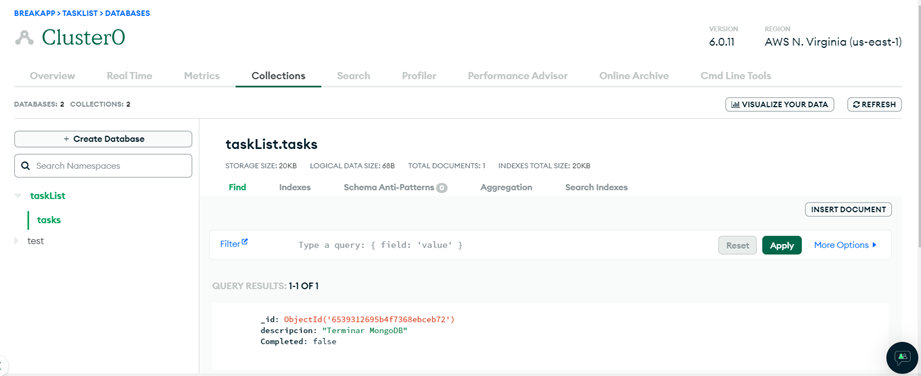 BREAKAPP > TASKLIST > DATABASES
Cluster0
VERSION
6.0.11
REGION
AWS N. Virginia (us-east-1)
Overview Real Time Metrics Collections Search Profiler Performance Advisor Online Archive Cmd Line Tools
DATABASES: 2 COLLECTIONS: 2
VISUALIZE YOUR DATA
REFRESH
+ Create Database
Search Namespaces
taskList
tasks
test
taskList.tasks
STORAGE SIZE: 20KB LOGICAL DATA SIZE: 68B TOTAL DOCUMENTS: 1 INDEXES TOTAL SIZE: 20KB
Find Indexes Schema Anti-Patterns 0 Aggregation Search Indexes
INSERT DOCUMENT
Filter Type a query: { field: 'value' } Reset Apply More Options
QUERY RESULTS: 1-1 OF 1
_id: ObjectId('6539312695b4f7368ebceb72')
descripcion: "Terminar MongoDB"
Completed: false